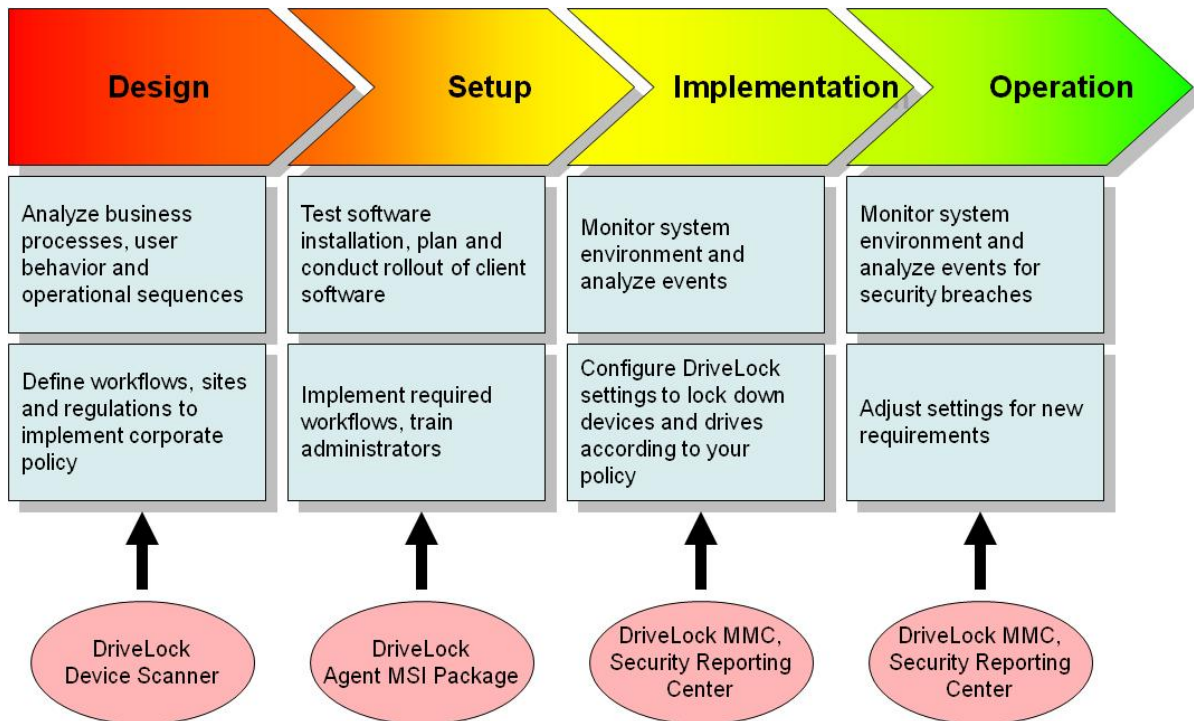 Design
Setup
Implementation
Operation
Analyze business
processes, user
behavior and
operational sequences
Test software
installation, plan and
conduct rollout of client
software
Monitor system
environment and
analyze events
Monitor system
environment and
analyze events for
security breaches
Define workflows, sites
and regulations to
implement corporate
policy
Implement required
workflows, train
administrators
Configure DriveLock
settings to lock down
devices and drives
according to your
policy
Adjust settings for new
requirements
DriveLock
Device Scanner
DriveLock
Agent MSI Package
DriveLock MMC,
Security Reporting
Center
DriveLock MMC,
Security Reporting
Center